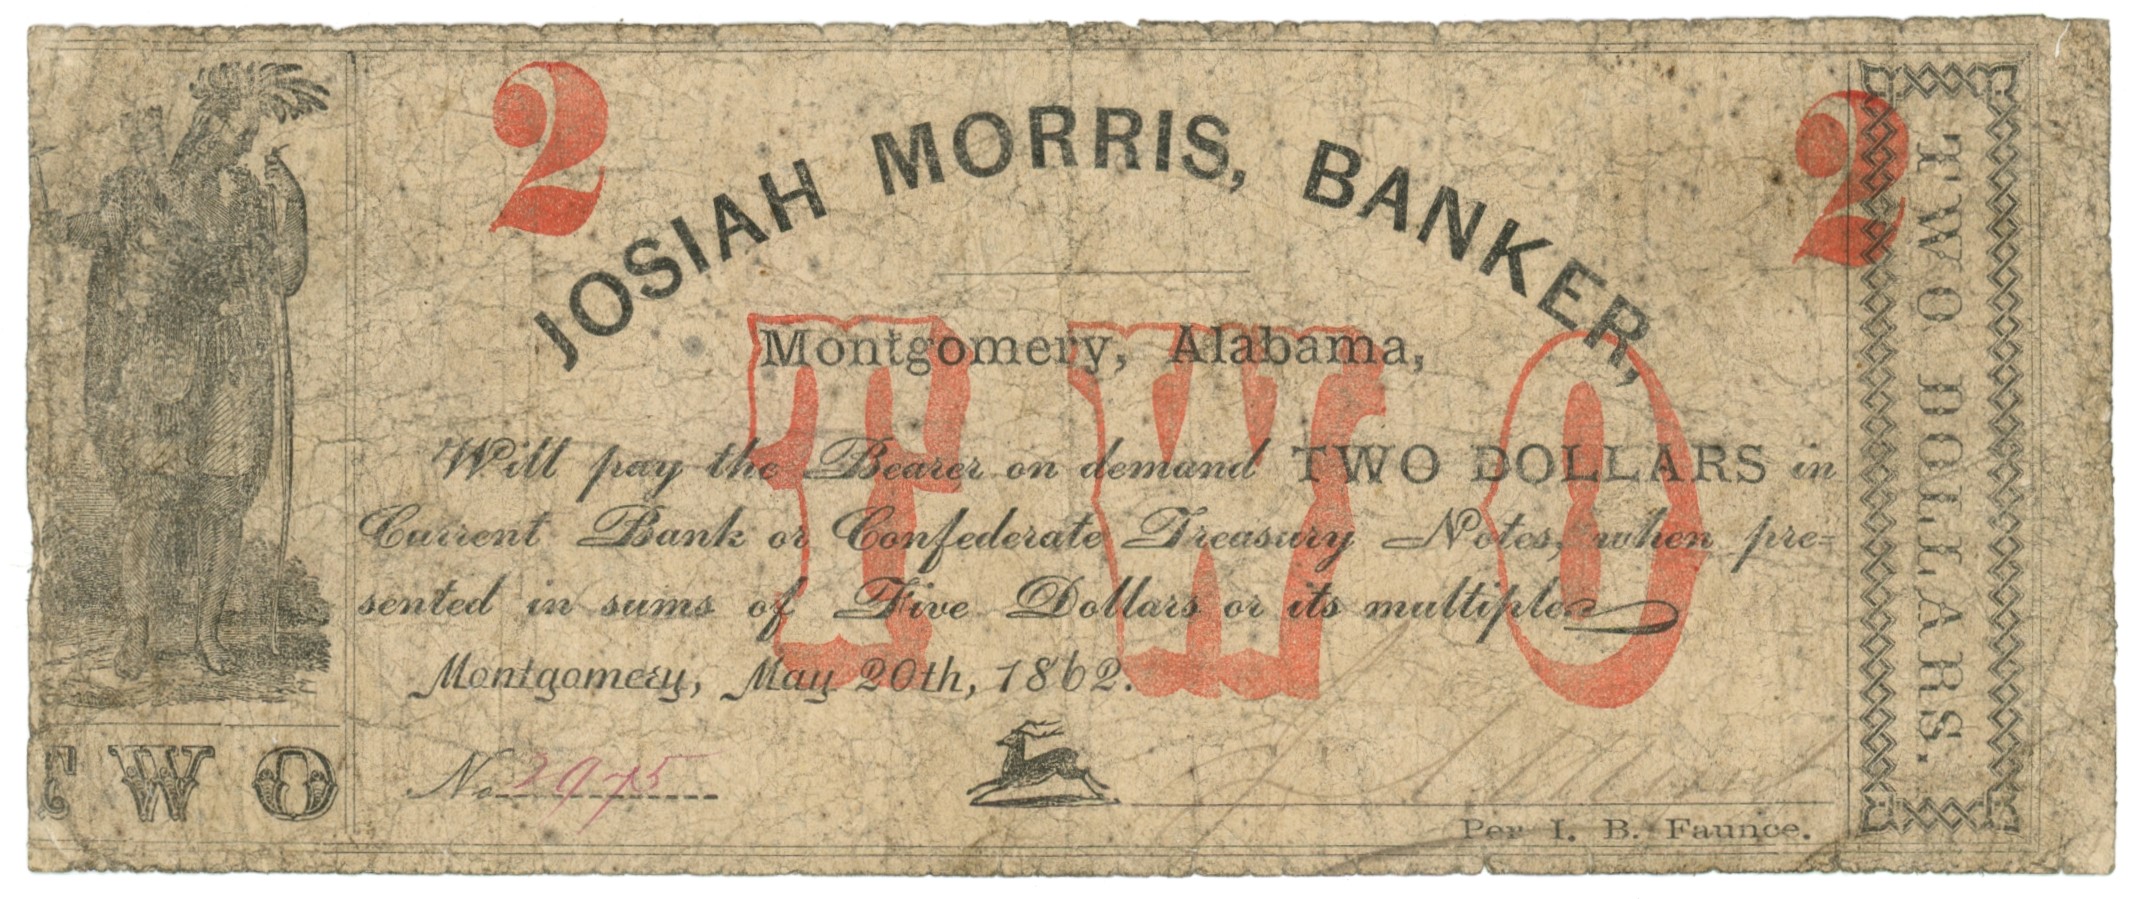 2
2
JOSIAH MORRIS, BANKER,
Montgomery, Alabama,
TWO
Will pay the Bearer on demand TWO DOLLARS in
Current Bank or Confederate Treasury Notes, when pre=
sented in sums of Five Dollars or its multiples
Montgomery, May 20th, 1862.
No 2975
Per I. B. Faunce.
TWO
TWO DOLLARS.